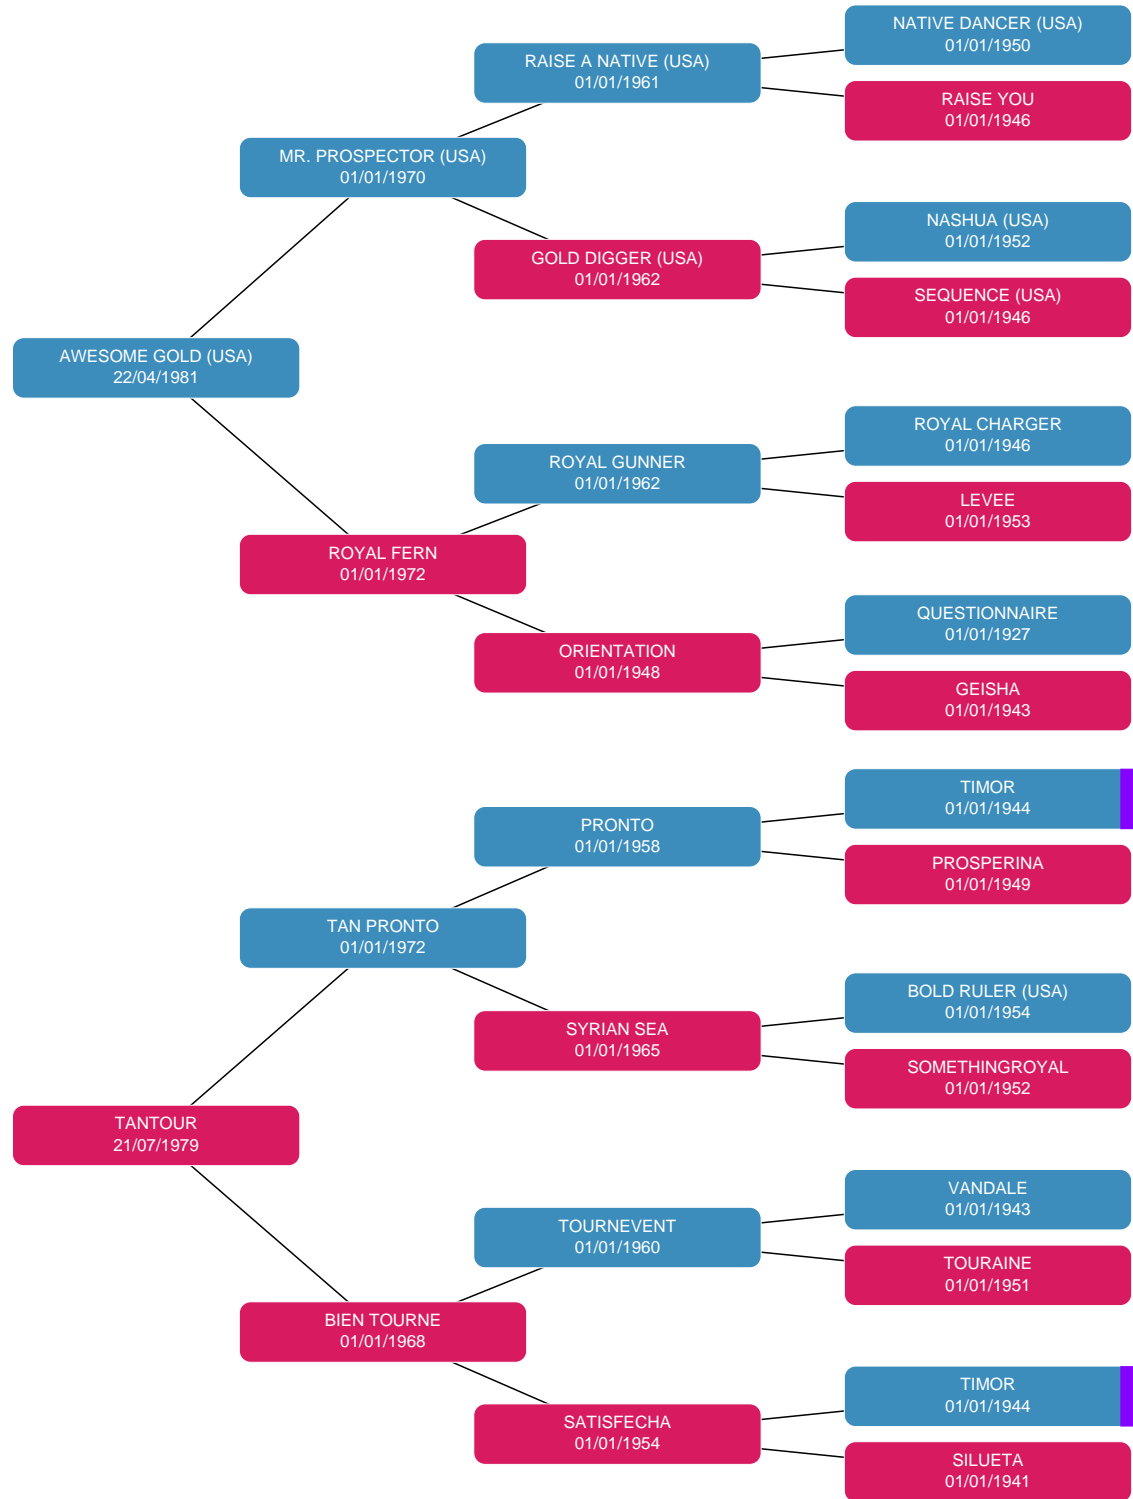 NATIVE DANCER (USA)
01/01/1950
RAISE A NATIVE (USA)
01/01/1961
RAISE YOU
01/01/1946
MR. PROSPECTOR (USA)
01/01/1970
NASHUA (USA)
01/01/1952
GOLD DIGGER (USA)
01/01/1962
SEQUENCE (USA)
01/01/1946
AWESOME GOLD (USA)
22/04/1981
ROYAL CHARGER
01/01/1946
ROYAL GUNNER
01/01/1962
LEVEE
01/01/1953
ROYAL FERN
01/01/1972
QUESTIONNAIRE
01/01/1927
ORIENTATION
01/01/1948
GEISHA
01/01/1943
TIMOR
01/01/1944
PRONTO
01/01/1958
PROSPERINA
01/01/1949
TAN PRONTO
01/01/1972
BOLD RULER (USA)
01/01/1954
SYRIAN SEA
01/01/1965
SOMETHINGROYAL
01/01/1952
TANTOUR
21/07/1979
VANDALE
01/01/1943
TOURNEVENT
01/01/1960
TOURAINE
01/01/1951
BIEN TOURNE
01/01/1968
TIMOR
01/01/1944
SATISFECHA
01/01/1954
SILUETA
01/01/1941